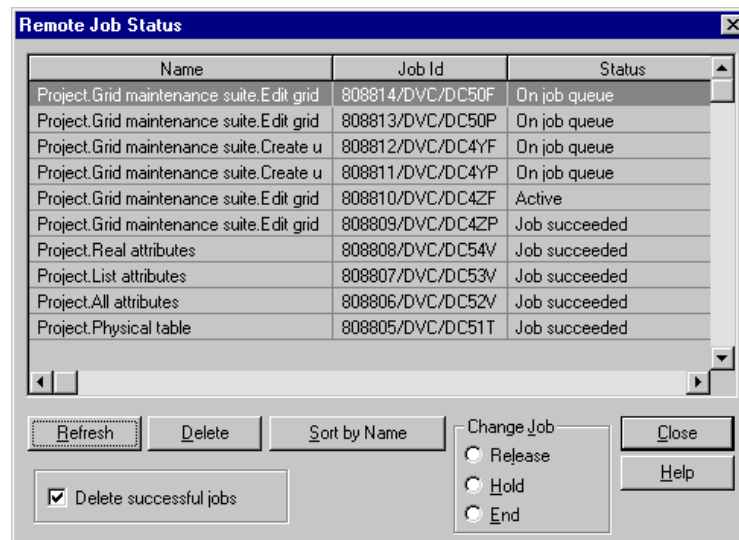 Remote Job Status
Name Job Id Status
Project.Grid maintenance suite.Edit grid 808814/DVC/DC50F On job queue
Project.Grid maintenance suite.Edit grid 808813/DVC/DC50P On job queue
Project.Grid maintenance suite.Create u 808812/DVC/DC4YF On job queue
Project.Grid maintenance suite.Create u 808811/DVC/DC4YP On job queue
Project.Grid maintenance suite.Edit grid 808810/DVC/DC4ZF Active
Project.Grid maintenance suite.Edit grid 808809/DVC/DC4ZP Job succeeded
Project.Real attributes 808808/DVC/DC54V Job succeeded
Project.List attributes 808807/DVC/DC53V Job succeeded
Project.All attributes 808806/DVC/DC52V Job succeeded
Project.Physical table 808805/DVC/DC51T Job succeeded
Refresh Delete Sort by Name Change Job Close
Release
Help
Hold
Delete successful jobs
End